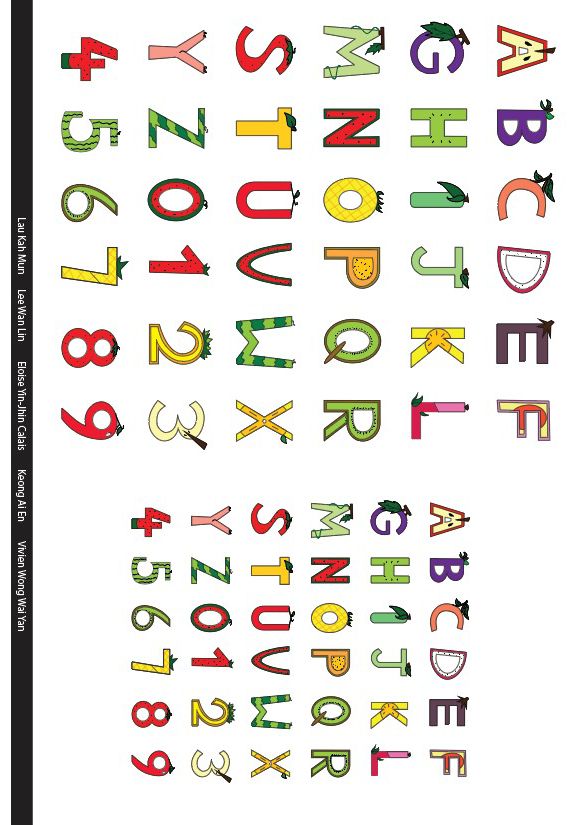 A B C D E F
G H I J K L
M N O P Q R
S T U V W X
Y Z 0 1 2 3
4 5 6 7 8 9
A B C D E F
G H I J K L
M N O P Q R
S T U V W X
Y Z 0 1 2 3
4 5 6 7 8 9
Lau Kah Mun Lee Wan Lin Eloise Yin-Jhin Calais Keong Ai En Vivien Wong Wai Yan